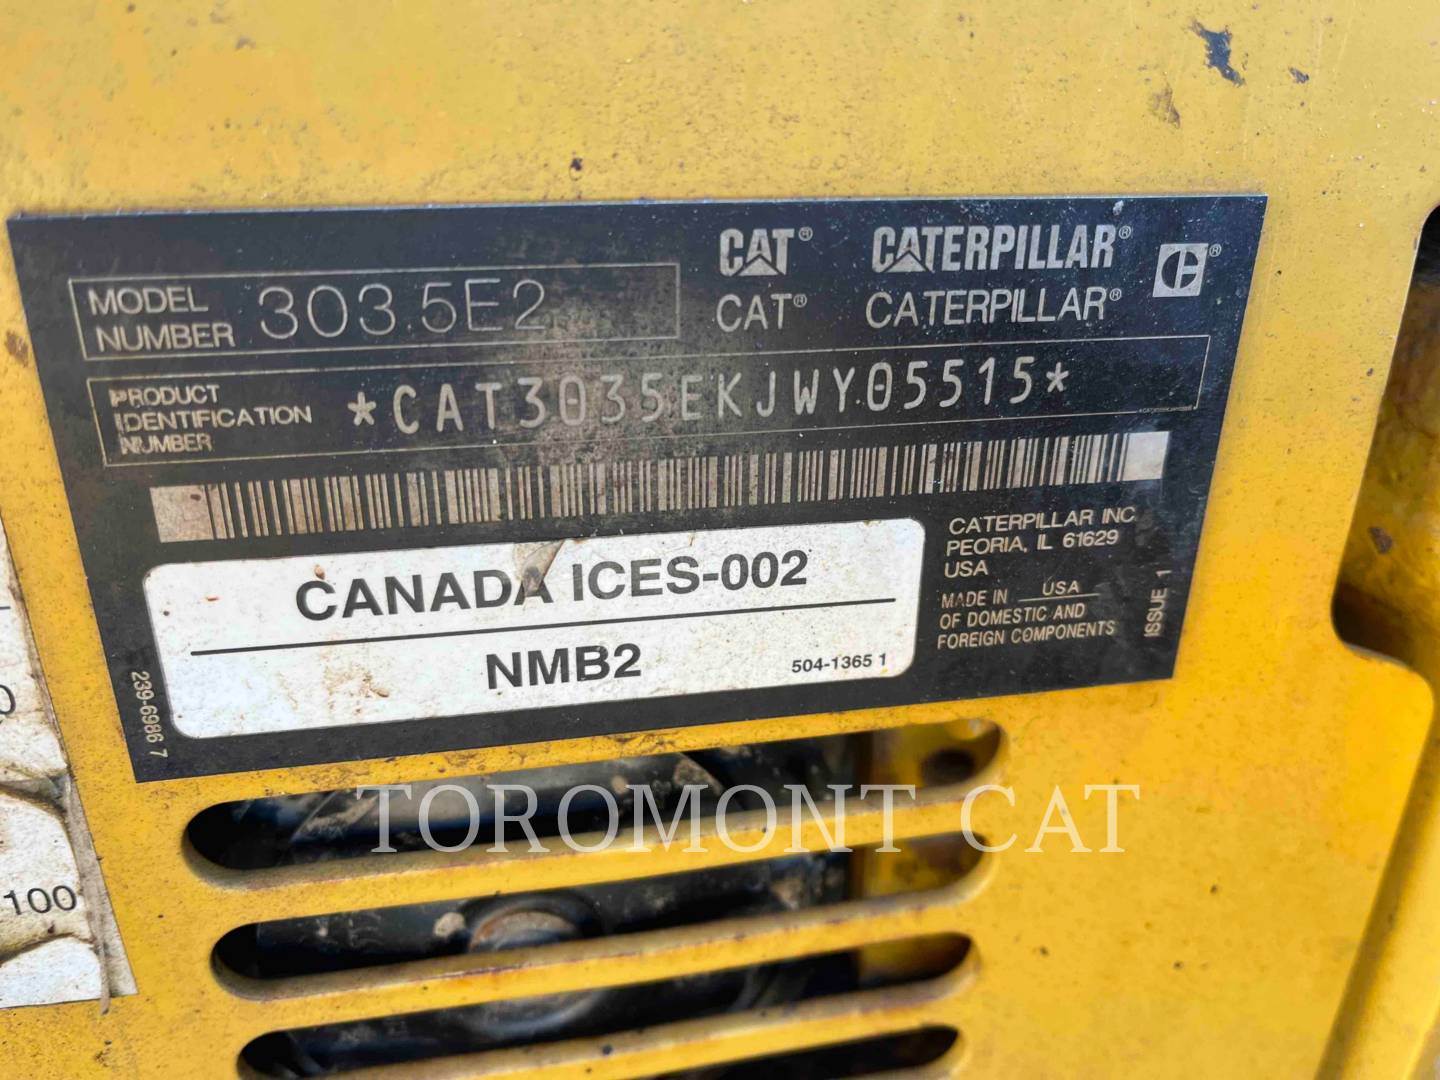 MODEL
NUMBER
303.5E2
CAT® CATERPILLAR® ®
CAT® CATERPILLAR®
PRODUCT
IDENTIFICATION
NUMBER
*CAT3035EKJWY05515*
CANADA ICES-002
NMB2
504-1365 1
CATERPILLAR INC.
PEORIA, IL 61629
USA
MADE IN USA
OF DOMESTIC AND
FOREIGN COMPONENTS
ISSUE 1
239-6986 7
0
100
TOROMONT CAT